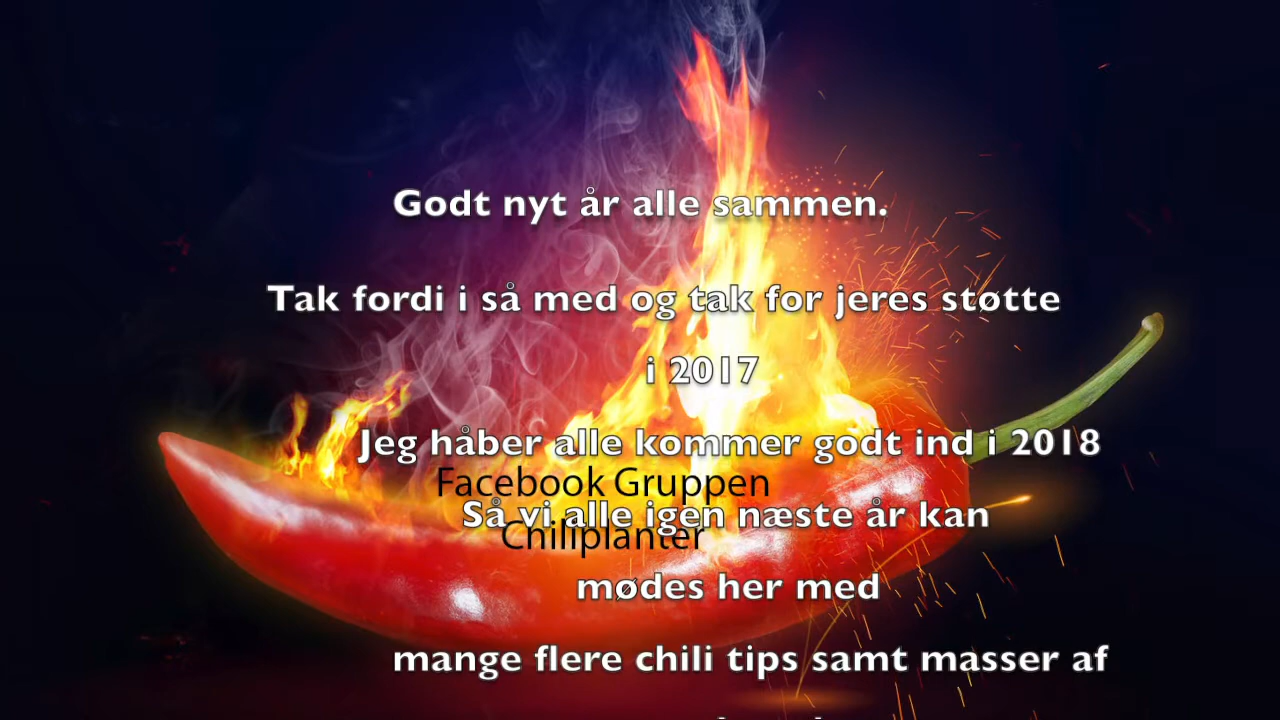 Godt nyt år alle sammen.
Tak fordi i så med og tak for jeres støtte
i 2017
Jeg håber alle kommer godt ind i 2018
Facebook Gruppen
Så vi alle igen næste år kan
Chiliplanter
mødes her med
mange flere chili tips samt masser af